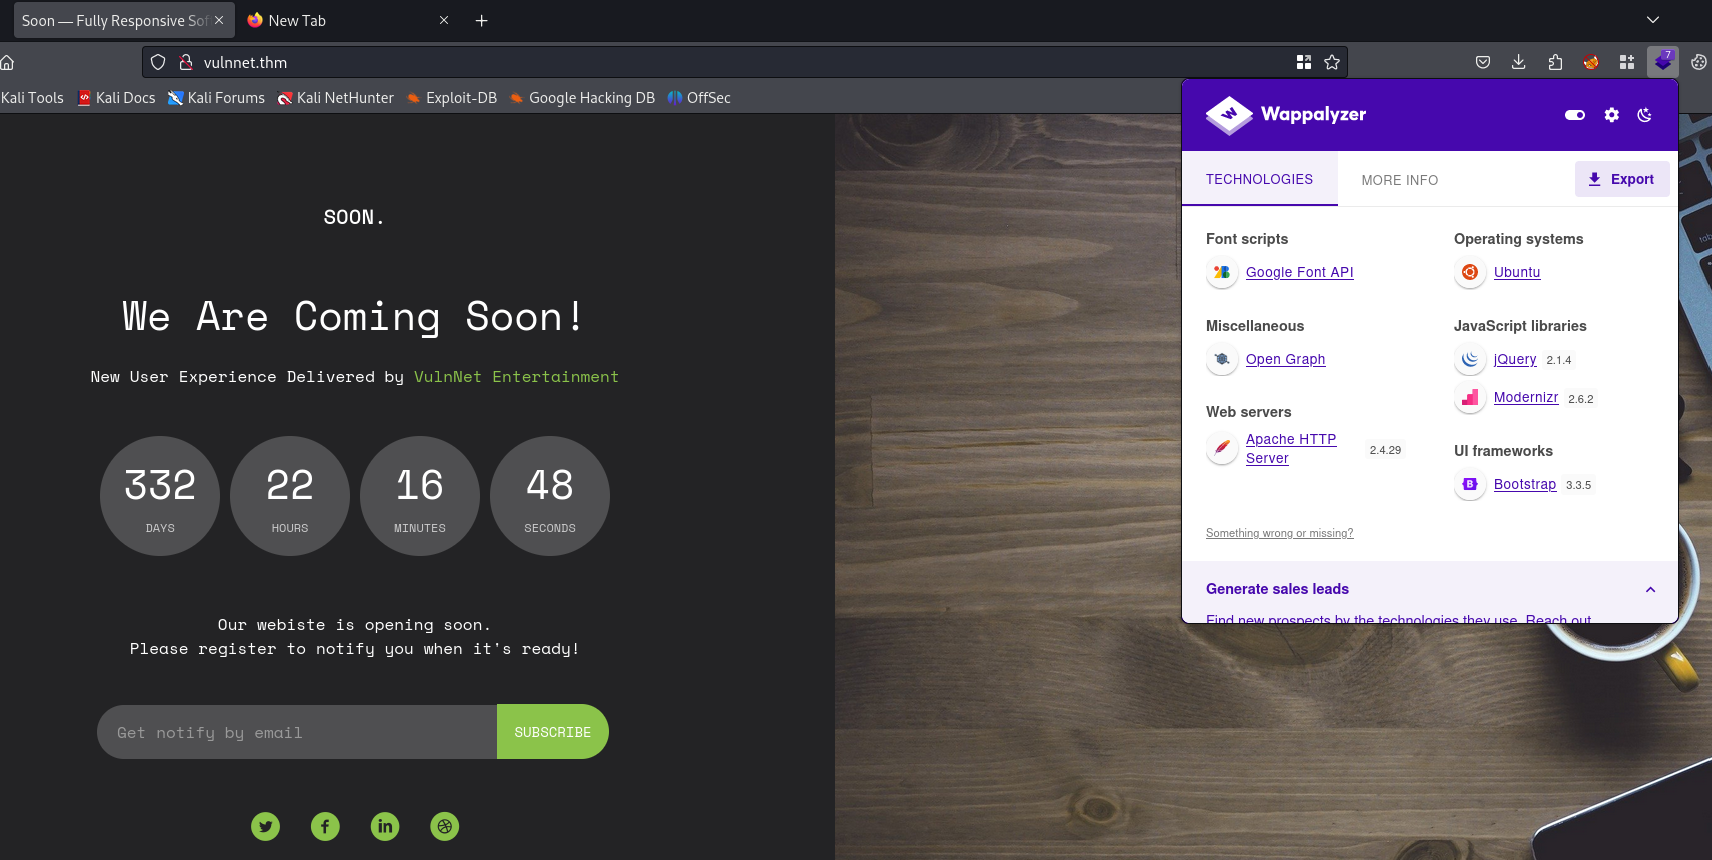 Soon — Fully Responsive Sof
New Tab
vulnnet.thm
7
Kali Tools
Kali Docs
Kali Forums
Kali NetHunter
Exploit-DB
Google Hacking DB
OffSec
SOON.
We Are Coming Soon!
New User Experience Delivered by VulnNet Entertainment
332
22
16
48
DAYS
HOURS
MINUTES
SECONDS
Our webiste is opening soon.
Please register to notify you when it's ready!
Get notify by email
SUBSCRIBE
Wappalyzer
TECHNOLOGIES
MORE INFO
Export
Font scripts
Google Font API
Miscellaneous
Open Graph
Web servers
Apache HTTP
Server
2.4.29
Operating systems
Ubuntu
JavaScript libraries
jQuery 2.1.4
Modernizr 2.6.2
UI frameworks
Bootstrap 3.3.5
Something wrong or missing?
Generate sales leads
Find new prospects by the technologies they use. Reach out